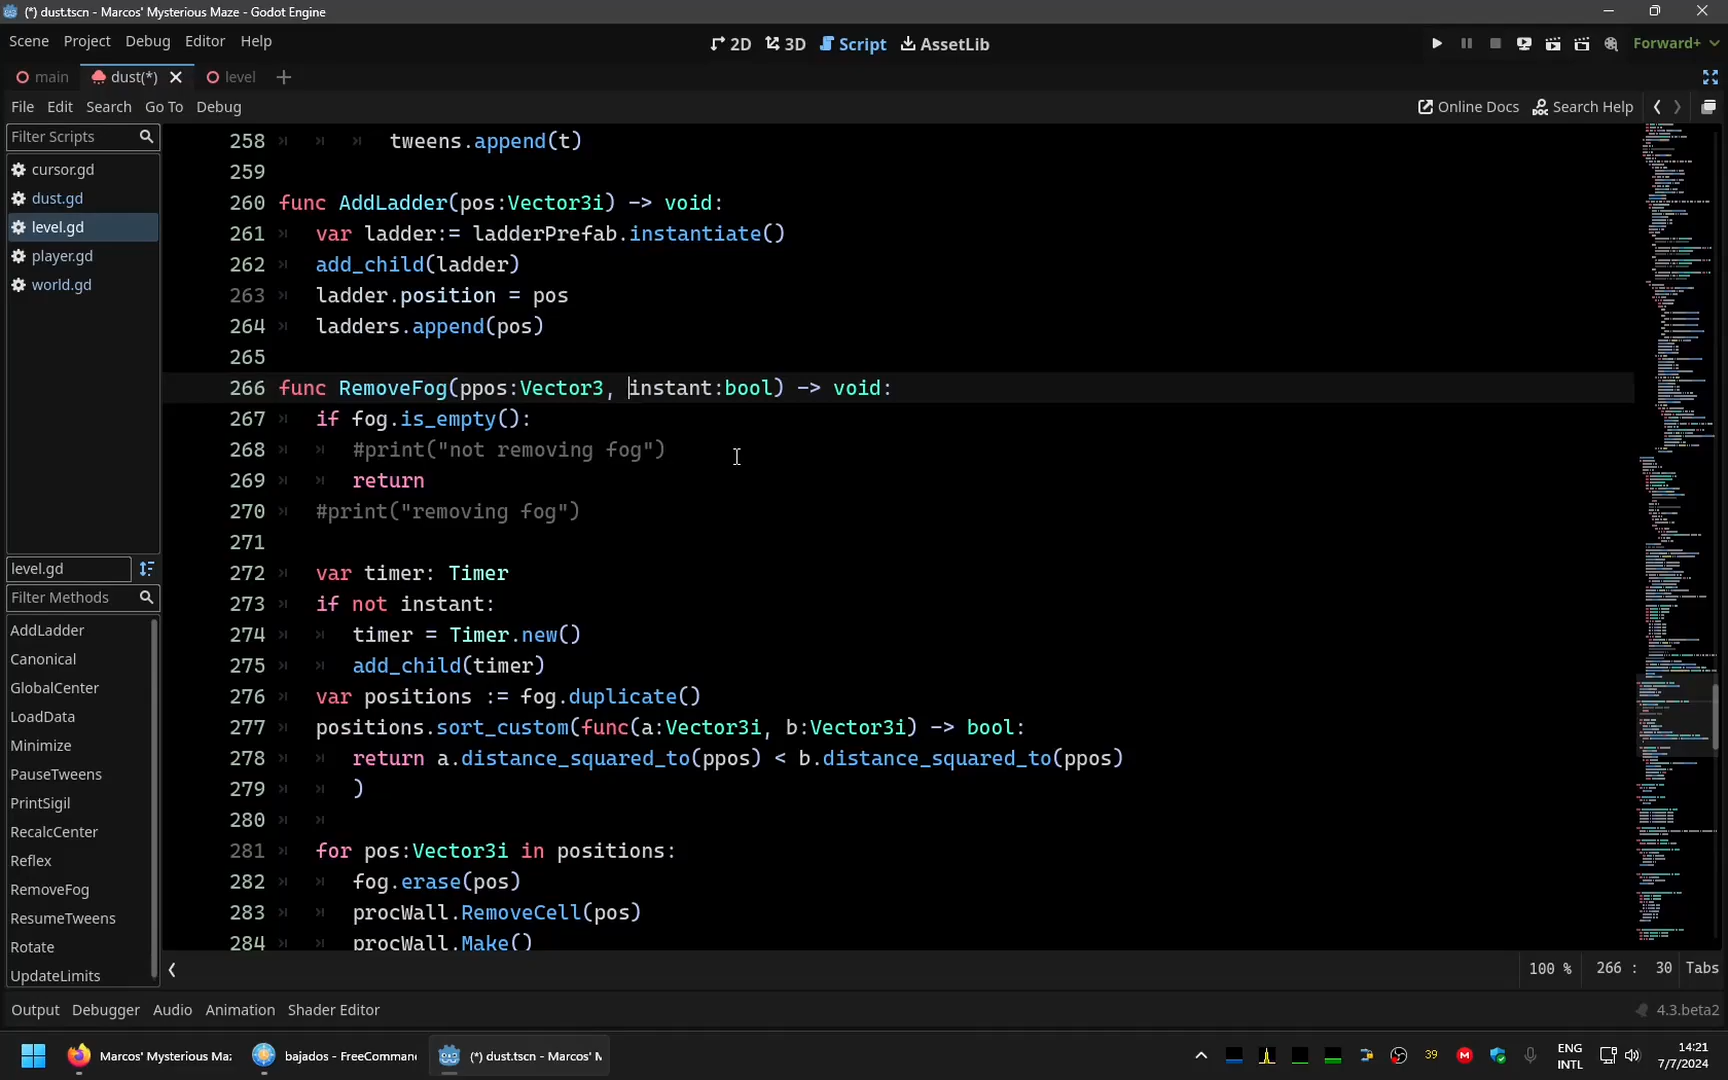 (*) dust.tscn - Marcos' Mysterious Maze - Godot Engine
Scene Project Debug Editor Help
2D 3D Script AssetLib
Forward+
main dust(*) level
File Edit Search Go To Debug
Online Docs Search Help
Filter Scripts
cursor.gd
dust.gd
level.gd
player.gd
world.gd
level.gd
Filter Methods
AddLadder
Canonical
GlobalCenter
LoadData
Minimize
PauseTweens
PrintSigil
RecalcCenter
Reflex
RemoveFog
ResumeTweens
Rotate
UpdateLimits
258 tweens.append(t)
259
260 func AddLadder(pos:Vector3i) -> void:
261 var ladder:= ladderPrefab.instantiate()
262 add_child(ladder)
263 ladder.position = pos
264 ladders.append(pos)
265
266 func RemoveFog(ppos:Vector3, instant:bool) -> void:
267 if fog.is_empty():
268 #print("not removing fog")
269 return
270 #print("removing fog")
271
272 var timer: Timer
273 if not instant:
274 timer = Timer.new()
275 add_child(timer)
276 var positions := fog.duplicate()
277 positions.sort_custom(func(a:Vector3i, b:Vector3i) -> bool:
278 return a.distance_squared_to(ppos) < b.distance_squared_to(ppos)
279 )
280
281 for pos:Vector3i in positions:
282 fog.erase(pos)
283 procWall.RemoveCell(pos)
284 procWall.Make()
100 % 266 : 30 Tabs
Output Debugger Audio Animation Shader Editor
4.3.beta2
Marcos' Mysterious Ma: bajados - FreeComman (*) dust.tscn - Marcos' M
39
ENG
INTL
14:21
7/7/2024